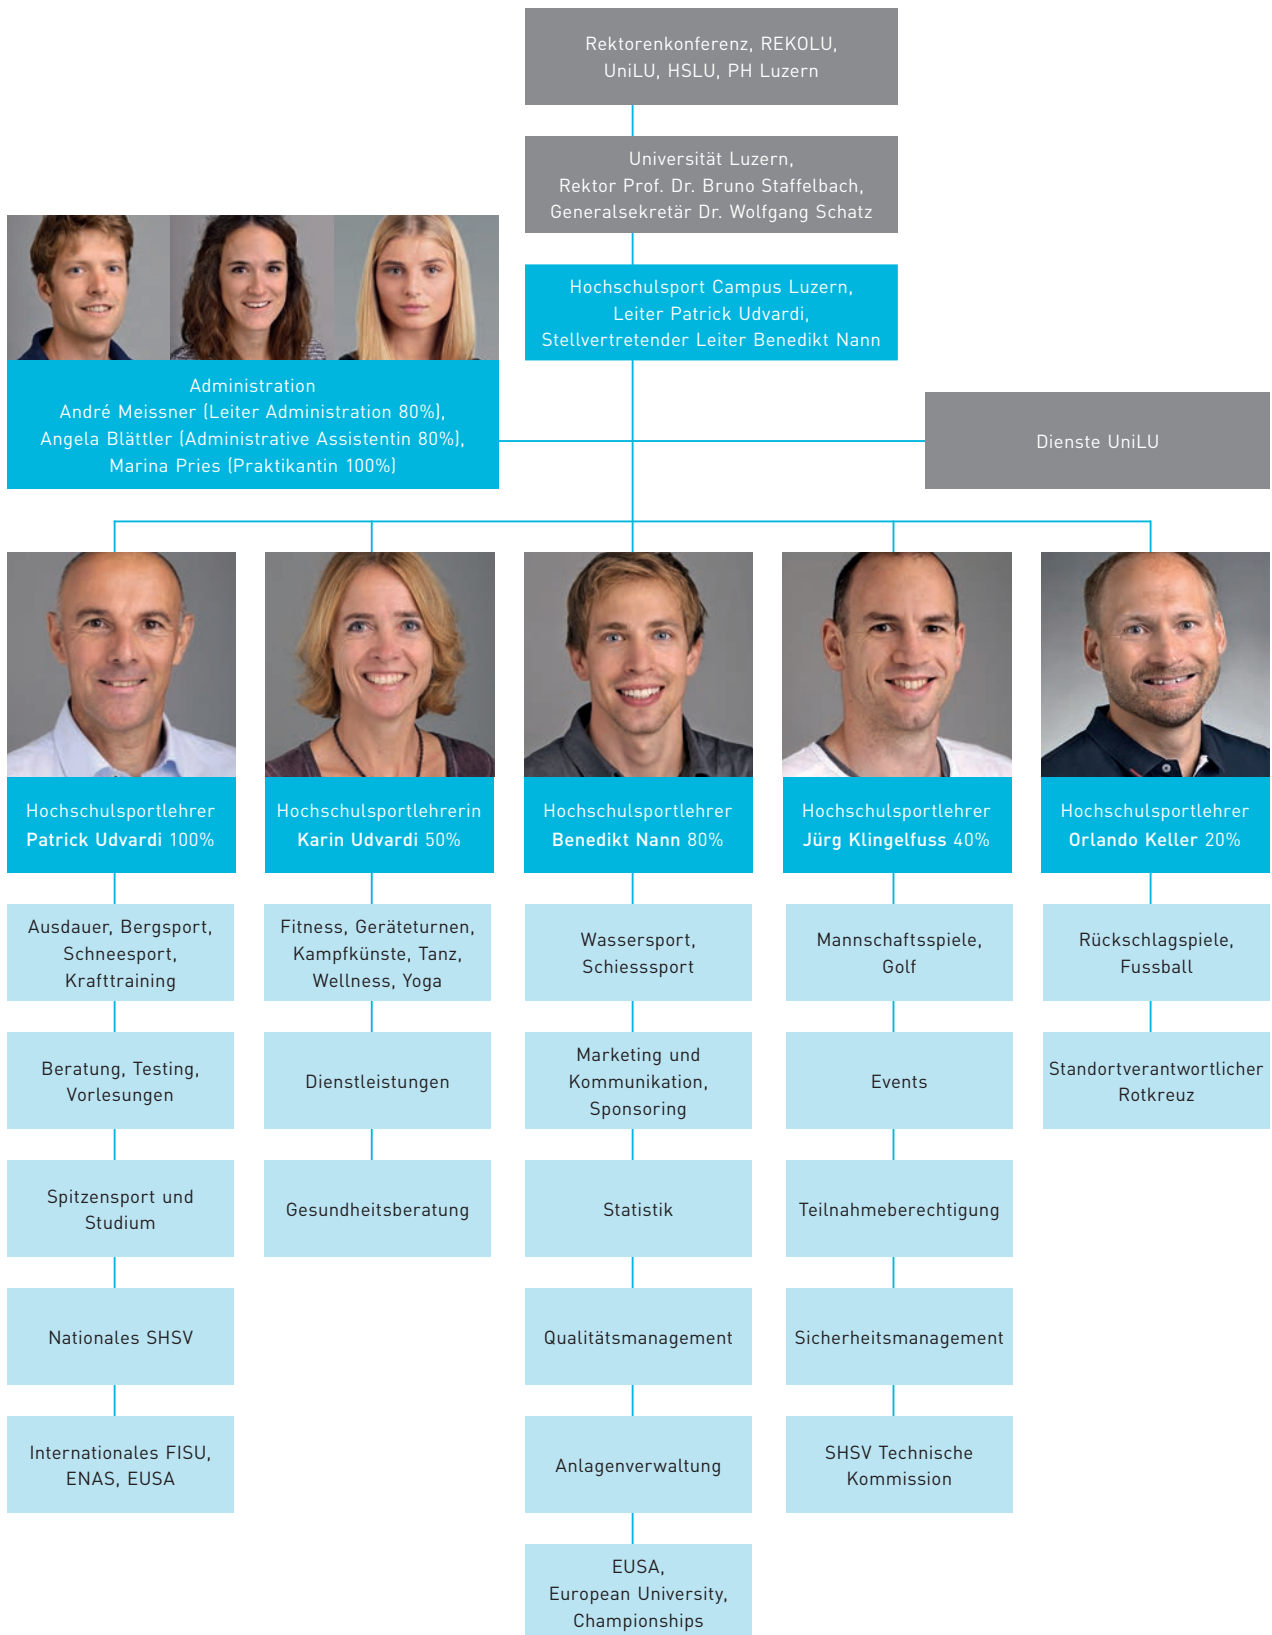 Rektorenkonferenz, REKOLU,
UniLU, HSLU, PH Luzern
Universität Luzern,
Rektor Prof. Dr. Bruno Staffelbach,
Generalsekretär Dr. Wolfgang Schatz
Hochschulsport Campus Luzern,
Leiter Patrick Udvardi,
Stellvertretender Leiter Benedikt Nann
Administration
André Meissner (Leiter Administration 80%),
Angela Blättler (Administrative Assistentin 80%),
Marina Pries (Praktikantin 100%)
Dienste UniLU
Hochschulsportlehrer
Patrick Udvardi 100%
Ausdauer, Bergsport,
Schneesport,
Krafttraining
Beratung, Testing,
Vorlesungen
Spitzensport und
Studium
Nationales SHSV
Internationales FISU,
ENAS, EUSA
Hochschulsportlehrerin
Karin Udvardi 50%
Fitness, Geräteturnen,
Kampfkünste, Tanz,
Wellness, Yoga
Dienstleistungen
Gesundheitsberatung
Hochschulsportlehrer
Benedikt Nann 80%
Wassersport,
Schiesssport
Marketing und
Kommunikation,
Sponsoring
Statistik
Qualitätsmanagement
Anlagenverwaltung
EUSA,
European University,
Championships
Hochschulsportlehrer
Jürg Klingelfuss 40%
Mannschaftsspiele,
Golf
Events
Teilnahmeberechtigung
Sicherheitsmanagement
SHSV Technische
Kommission
Hochschulsportlehrer
Orlando Keller 20%
Rückschlagspiele,
Fussball
Standortverantwortlicher
Rotkreuz